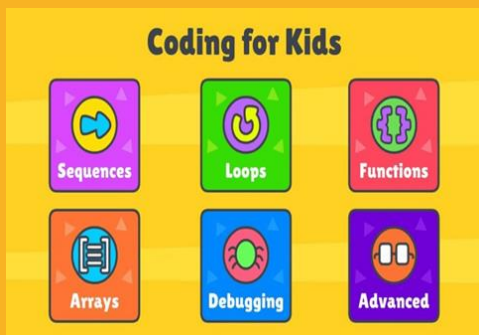 Coding for Kids
Sequences
Loops
Functions
Arrays
Debugging
Advanced